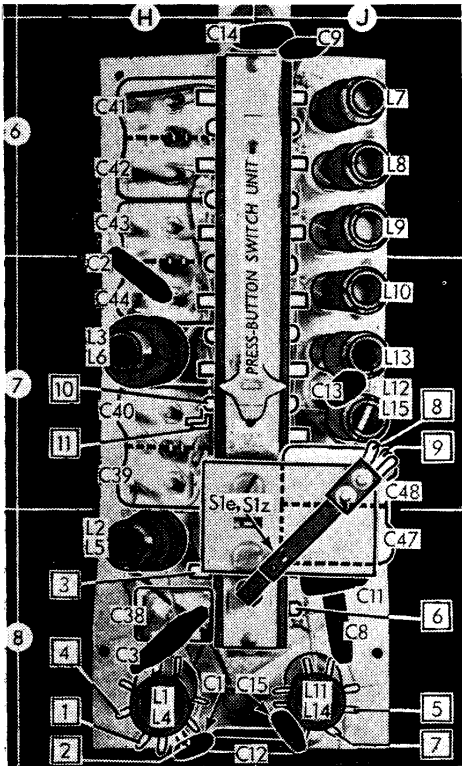 H
J
C14
C9
C41
L7
6
C42
L8
PRESS-BUTTON SWITCH UNIT
C43
L9
C2
C44
L10
L3
L6
L13
C13
7
10
L12
L15
8
C40
11
9
C39
C48
S1e, S1z
L2
L5
C47
3
C11
C38
6
8
C3
C8
4
L1
L4
C1
C15
L11
L14
5
1
7
2
C12